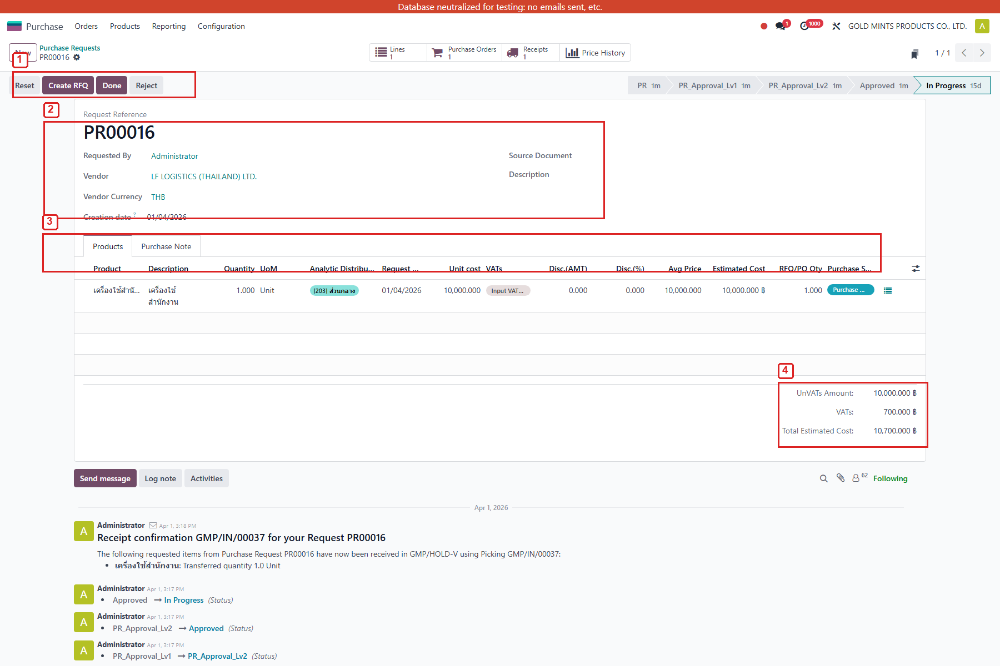 Database neutralized for testing: no emails sent, etc.
Purchase Orders Products Reporting Configuration 1 1000 GOLD MINTS PRODUCTS CO., LTD. A
Purchase Requests
PR00016
Lines 1 Purchase Orders 1 Receipts 1 Price History
1 / 1
1
Reset Create RFQ Done Reject PR 1m PR_Approval_Lv1 1m PR_Approval_Lv2 1m Approved 1m In Progress 15d
2
Request Reference
PR00016
Requested By Administrator Source Document
Vendor LF LOGISTICS (THAILAND) LTD. Description
Vendor Currency THB
Creation date ? 01/04/2026
3
Products Purchase Note
Product Description Quantity UoM Analytic Distribu... Request ... Unit cost VATs Disc.(AMT) Disc.(%) Avg Price Estimated Cost RFQ/PO Qty Purchase S...
เครื่องใช้สำนั... เครื่องใช้ 1.000 Unit [203] ส่วนกลาง 01/04/2026 10,000.000 Input VAT... 0.000 0.000 10,000.000 10,000.000 ฿ 1.000 Purchase ...
สำนักงาน
4
UnVATs Amount: 10,000.000 ฿
VATs: 700.000 ฿
Total Estimated Cost: 10,700.000 ฿
Send message Log note Activities 62 Following
Apr 1, 2026
A Administrator Apr 1, 3:18 PM
Receipt confirmation GMP/IN/00037 for your Request PR00016
The following requested items from Purchase Request PR00016 have now been received in GMP/HOLD-V using Picking GMP/IN/00037:
• เครื่องใช้สำนักงาน: Transferred quantity 1.0 Unit
A Administrator Apr 1, 3:17 PM
• Approved → In Progress (Status)
A Administrator Apr 1, 3:17 PM
• PR_Approval_Lv2 → Approved (Status)
A Administrator Apr 1, 3:17 PM
• PR_Approval_Lv1 → PR_Approval_Lv2 (Status)